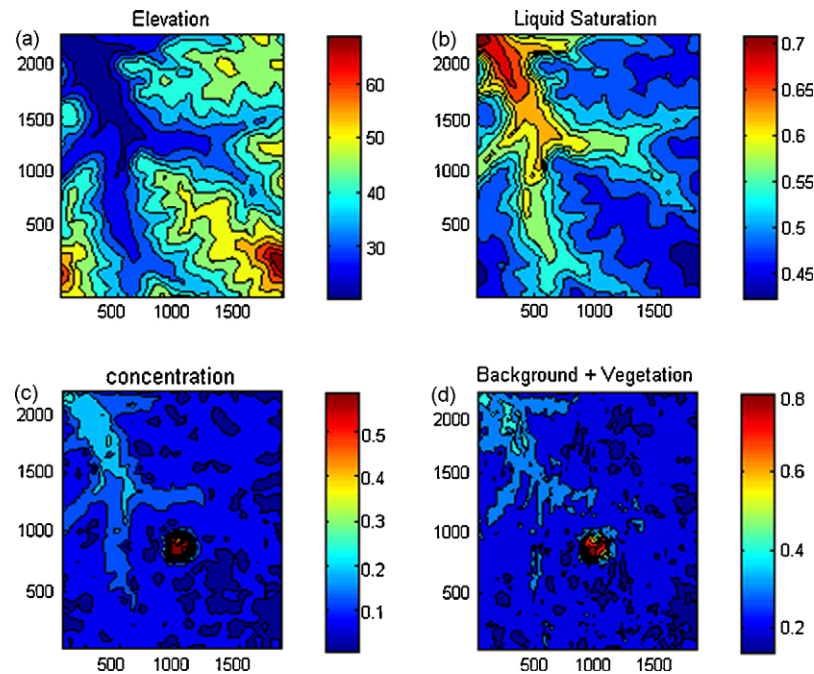 (a)
Elevation
2000
1500
1000
500
500 1000 1500
60
50
40
30
(b)
Liquid Saturation
2000
1500
1000
500
500 1000 1500
0.7
0.65
0.6
0.55
0.5
0.45
(c)
concentration
2000
1500
1000
500
500 1000 1500
0.5
0.4
0.3
0.2
0.1
(d)
Background + Vegetation
2000
1500
1000
500
500 1000 1500
0.8
0.6
0.4
0.2